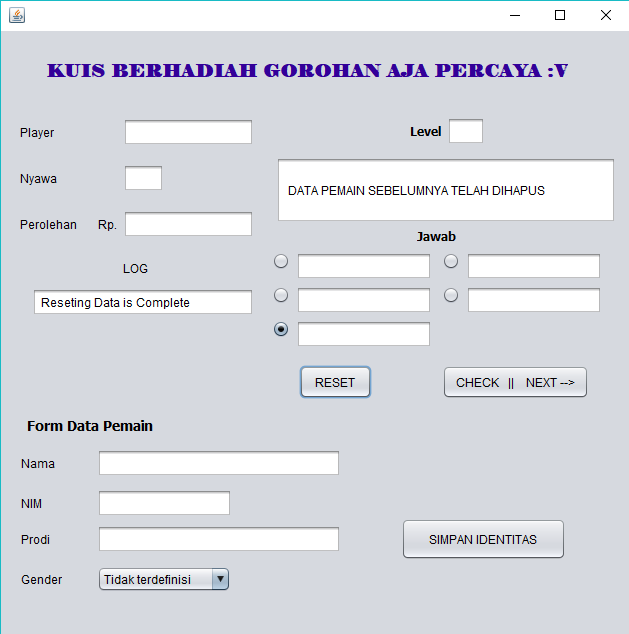 KUIS BERHADIAH GOROHAN AJA PERCAYA :V
Player
Level
Nyawa
DATA PEMAIN SEBELUMNYA TELAH DIHAPUS
Perolehan Rp.
Jawab
LOG
Reseting Data is Complete
RESET
CHECK || NEXT -->
Form Data Pemain
Nama
NIM
Prodi
SIMPAN IDENTITAS
Gender Tidak terdefinisi